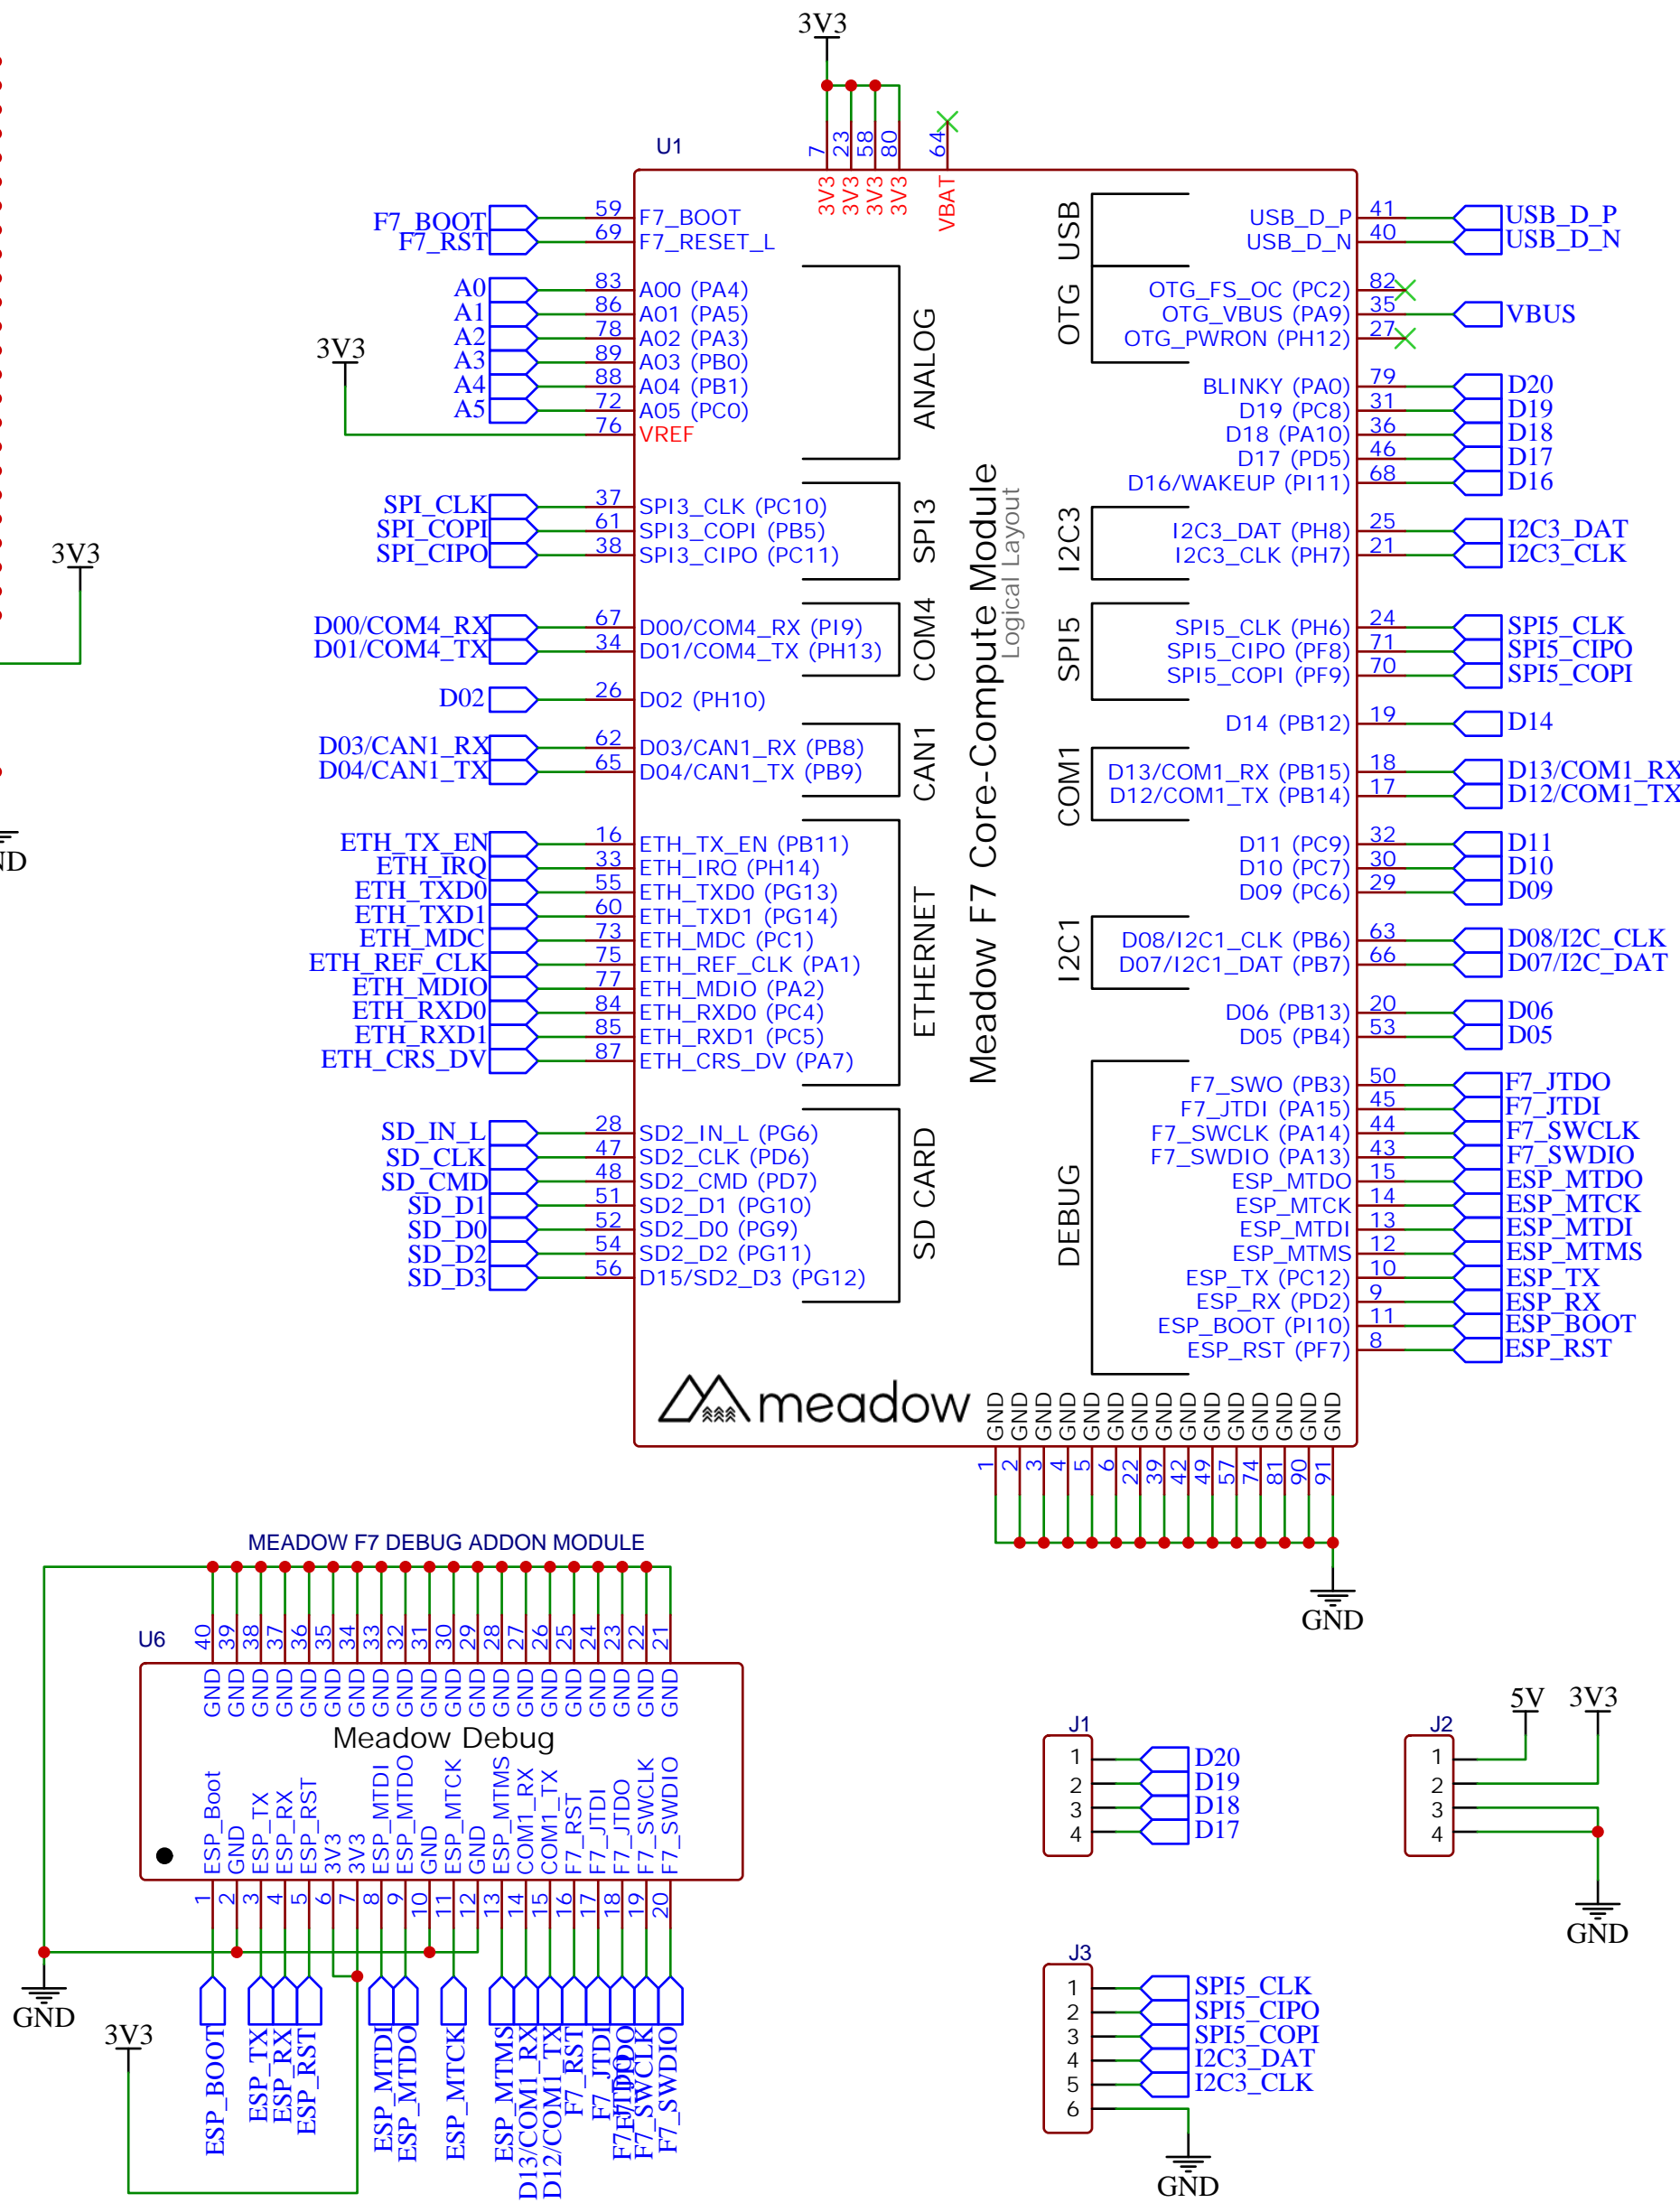 3V3
U1
7 23 58 80 64
3V3 3V3 3V3 3V3 VBAT
F7_BOOT 59 F7_BOOT
F7_RST 69 F7_RESET_L
A0 83 A00 (PA4)
A1 86 A01 (PA5)
A2 78 A02 (PA3)
A3 89 A03 (PB0)
A4 88 A04 (PB1)
A5 72 A05 (PC0)
3V3 76 VREF
ANALOG
SPI_CLK 37 SPI3_CLK (PC10)
SPI_COPI 61 SPI3_COPI (PB5)
SPI_CIPO 38 SPI3_CIPO (PC11)
SPI3
3V3
D00/COM4_RX 67 D00/COM4_RX (PI9)
D01/COM4_TX 34 D01/COM4_TX (PH13)
COM4
D02 26 D02 (PH10)
D03/CAN1_RX 62 D03/CAN1_RX (PB8)
D04/CAN1_TX 65 D04/CAN1_TX (PB9)
CAN1
ETH_TX_EN 16 ETH_TX_EN (PB11)
ETH_IRQ 33 ETH_IRQ (PH14)
ETH_TXD0 55 ETH_TXD0 (PG13)
ETH_TXD1 60 ETH_TXD1 (PG14)
ETH_MDC 73 ETH_MDC (PC1)
ETH_REF_CLK 75 ETH_REF_CLK (PA1)
ETH_MDIO 77 ETH_MDIO (PA2)
ETH_RXD0 84 ETH_RXD0 (PC4)
ETH_RXD1 85 ETH_RXD1 (PC5)
ETH_CRS_DV 87 ETH_CRS_DV (PA7)
ETHERNET
SD_IN_L 28 SD2_IN_L (PG6)
SD_CLK 47 SD2_CLK (PD6)
SD_CMD 48 SD2_CMD (PD7)
SD_D1 51 SD2_D1 (PG10)
SD_D0 52 SD2_D0 (PG9)
SD_D2 54 SD2_D2 (PG11)
SD_D3 56 D15/SD2_D3 (PG12)
SD CARD
Meadow F7 Core-Compute Module
Logical Layout
USB
USB_D_P 41 USB_D_P
USB_D_N 40 USB_D_N
OTG
OTG_FS_OC (PC2) 82
OTG_VBUS (PA9) 35 VBUS
OTG_PWRON (PH12) 27
BLINKY (PA0) 79 D20
D19 (PC8) 31 D19
D18 (PA10) 36 D18
D17 (PD5) 46 D17
D16/WAKEUP (PI11) 68 D16
I2C3
I2C3_DAT (PH8) 25 I2C3_DAT
I2C3_CLK (PH7) 21 I2C3_CLK
SPI5
SPI5_CLK (PH6) 24 SPI5_CLK
SPI5_CIPO (PF8) 71 SPI5_CIPO
SPI5_COPI (PF9) 70 SPI5_COPI
D14 (PB12) 19 D14
COM1
D13/COM1_RX (PB15) 18 D13/COM1_RX
D12/COM1_TX (PB14) 17 D12/COM1_TX
D11 (PC9) 32 D11
D10 (PC7) 30 D10
D09 (PC6) 29 D09
I2C1
D08/I2C1_CLK (PB6) 63 D08/I2C_CLK
D07/I2C1_DAT (PB7) 66 D07/I2C_DAT
D06 (PB13) 20 D06
D05 (PB4) 53 D05
DEBUG
F7_SWO (PB3) 50 F7_JTDO
F7_JTDI (PA15) 45 F7_JTDI
F7_SWCLK (PA14) 44 F7_SWCLK
F7_SWDIO (PA13) 43 F7_SWDIO
ESP_MTDO 15 ESP_MTDO
ESP_MTCK 14 ESP_MTCK
ESP_MTDI 13 ESP_MTDI
ESP_MTMS 12 ESP_MTMS
ESP_TX (PC12) 10 ESP_TX
ESP_RX (PD2) 9 ESP_RX
ESP_BOOT (PI10) 11 ESP_BOOT
ESP_RST (PF7) 8 ESP_RST
meadow
GND GND GND GND GND GND GND GND GND GND GND GND GND GND GND
1 2 3 4 5 6 22 39 42 49 57 74 81 90 91
GND
MEADOW F7 DEBUG ADDON MODULE
U6
40 39 38 37 36 35 34 33 32 31 30 29 28 27 26 25 24 23 22 21
GND GND GND GND GND GND GND GND GND GND GND GND GND GND GND GND GND GND GND GND
Meadow Debug
ESP_Boot GND ESP_TX ESP_RX ESP_RST 3V3 3V3 ESP_MTDI ESP_MTDO GND ESP_MTCK GND ESP_MTMS COM1_RX COM1_TX F7_RST F7_JTDI F7_JTDO F7_SWCLK F7_SWDIO
1 2 3 4 5 6 7 8 9 10 11 12 13 14 15 16 17 18 19 20
GND
3V3
ESP_BOOT ESP_TX ESP_RX ESP_RST ESP_MTDI ESP_MTDO ESP_MTCK ESP_MTMS D13/COM1_RX D12/COM1_TX F7_RST F7_JTDI F7_SWCLK F7_SWDIO
J1
1 D20
2 D19
3 D18
4 D17
5V 3V3
J2
1
2
3
4
GND
J3
1 SPI5_CLK
2 SPI5_CIPO
3 SPI5_COPI
4 I2C3_DAT
5 I2C3_CLK
6
GND